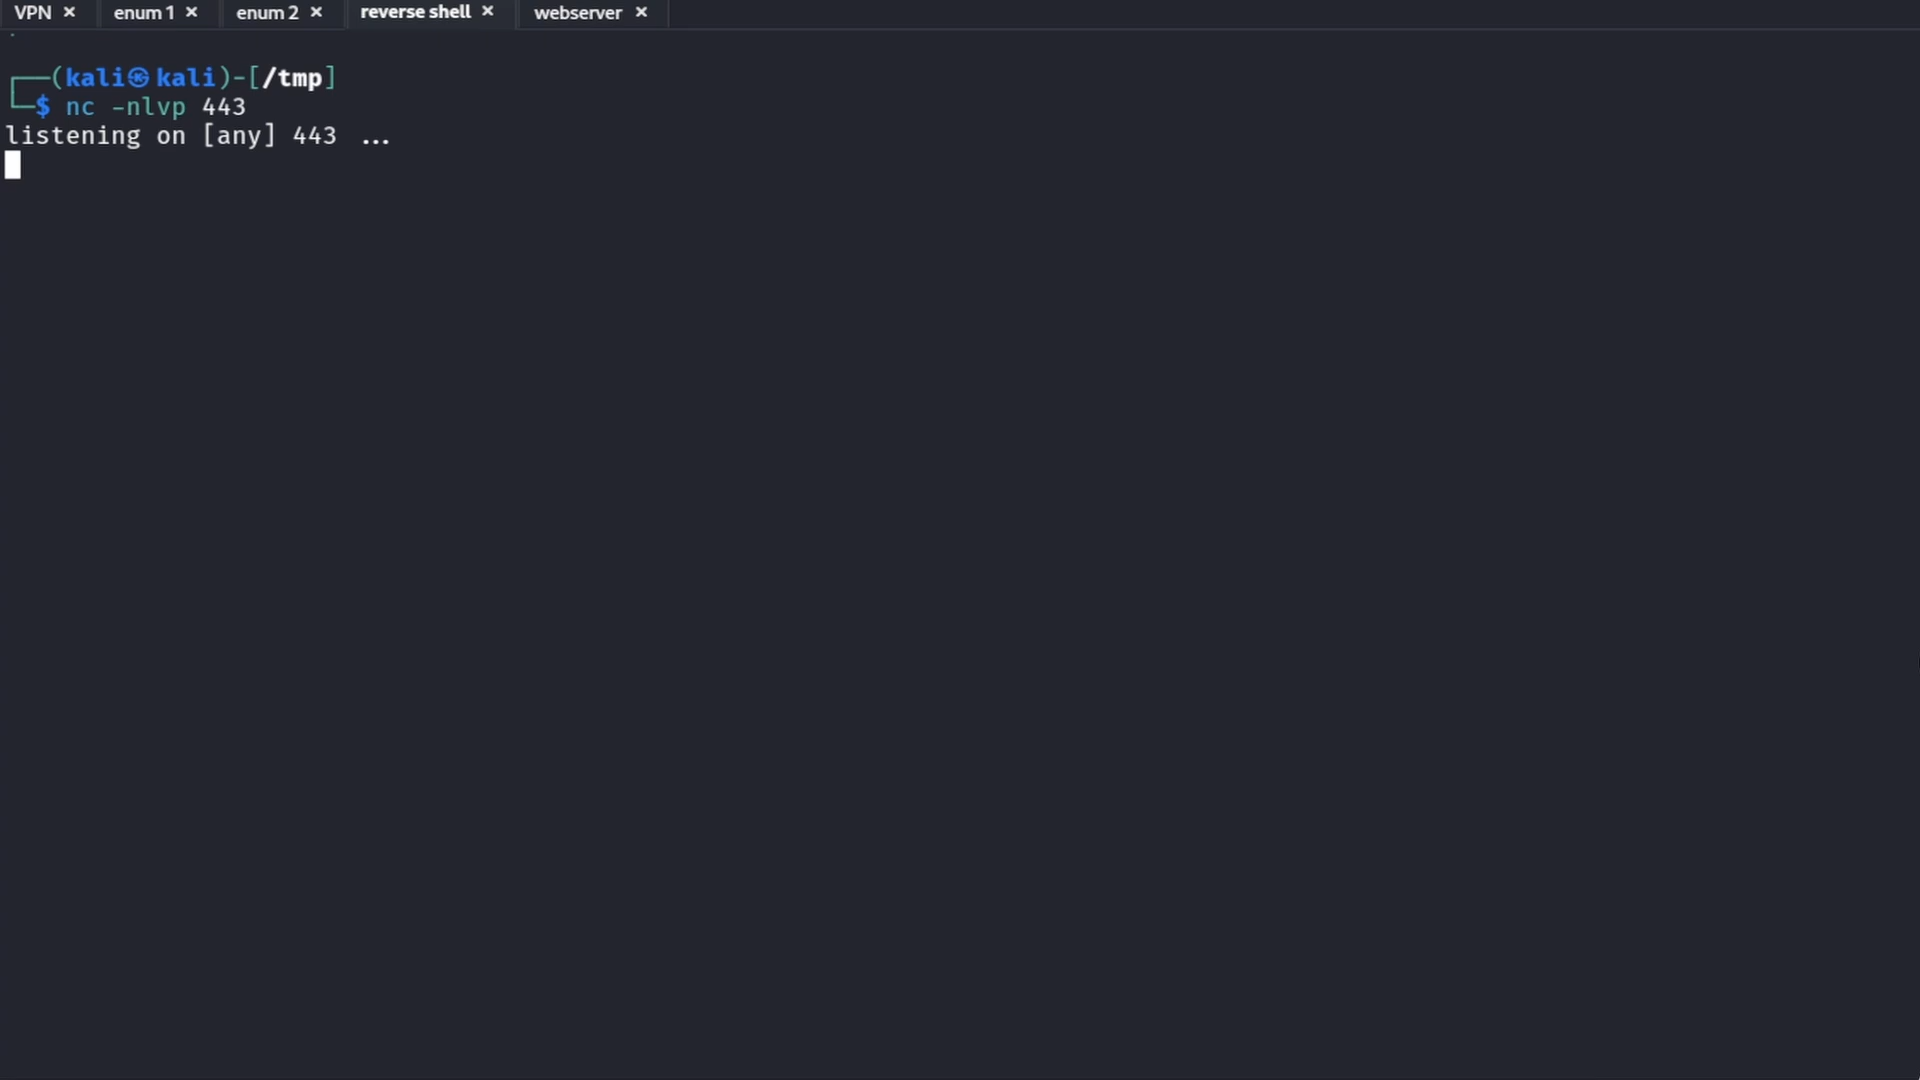 VPN × enum 1 × enum 2 × reverse shell × webserver ×
┌──(kali㉿kali)-[/tmp]
└─$ nc -nlvp 443
listening on [any] 443 ...